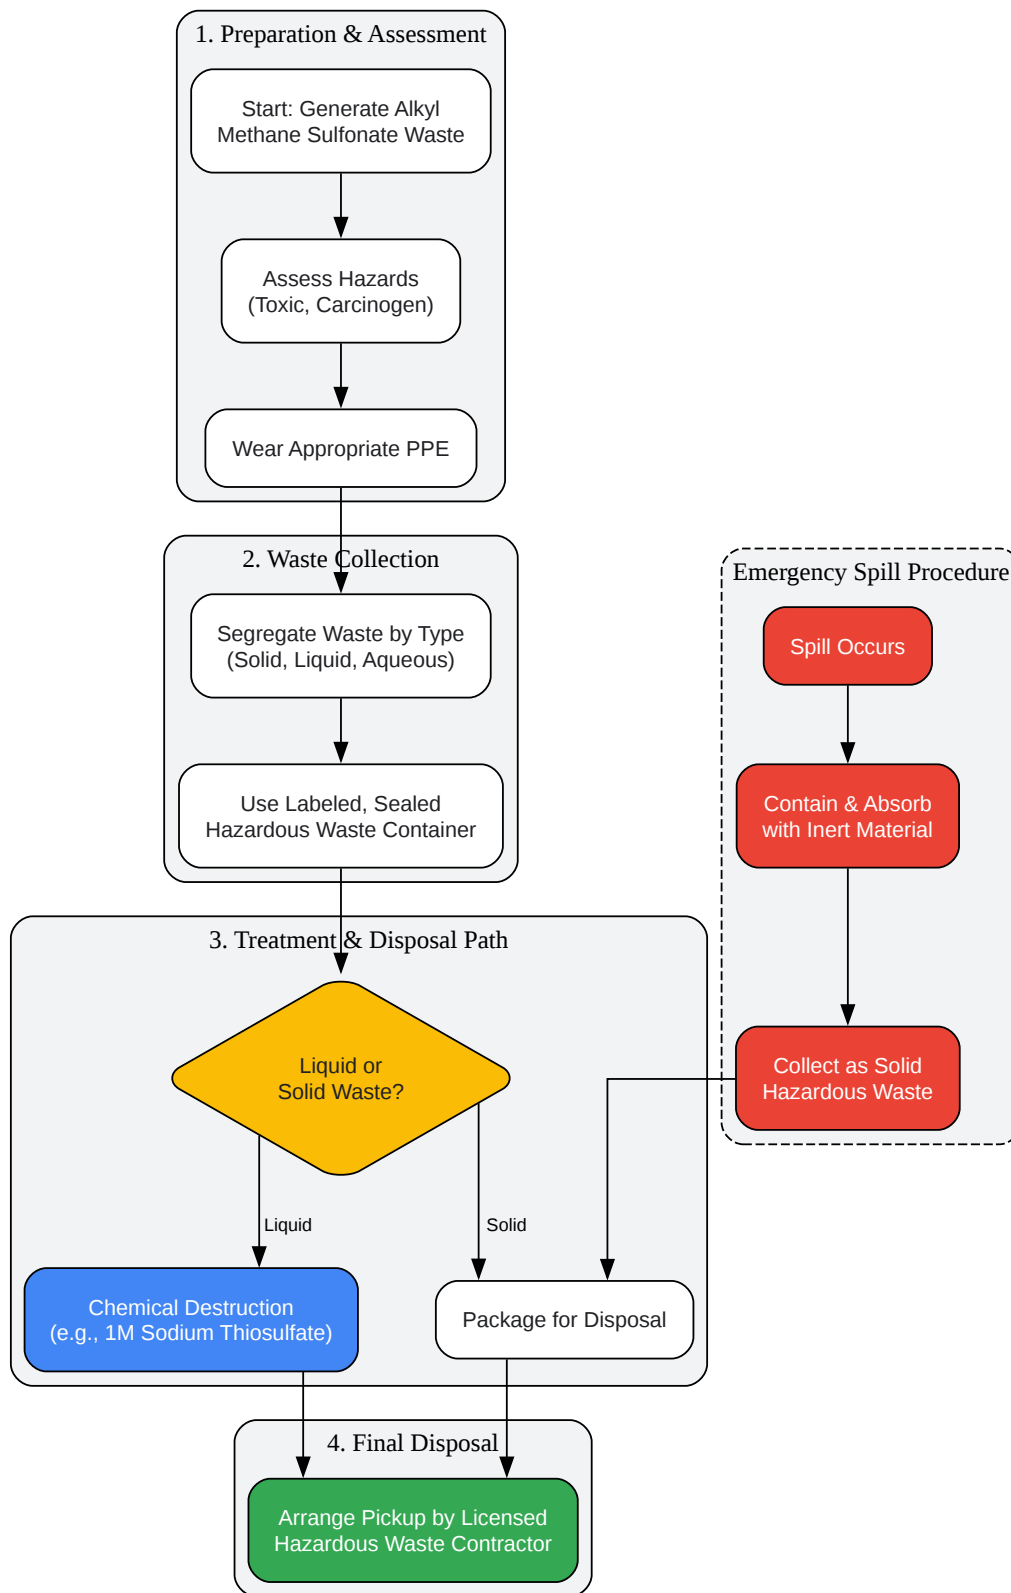 1. Preparation & Assessment
Start: Generate Alkyl
Methane Sulfonate Waste
Assess Hazards
(Toxic, Carcinogen)
Wear Appropriate PPE
2. Waste Collection
Segregate Waste by Type
(Solid, Liquid, Aqueous)
Use Labeled, Sealed
Hazardous Waste Container
Emergency Spill Procedure
Spill Occurs
Contain & Absorb
with Inert Material
Collect as Solid
Hazardous Waste
3. Treatment & Disposal Path
Liquid or
Solid Waste?
Liquid
Solid
Chemical Destruction
(e.g., 1M Sodium Thiosulfate)
Package for Disposal
4. Final Disposal
Arrange Pickup by Licensed
Hazardous Waste Contractor